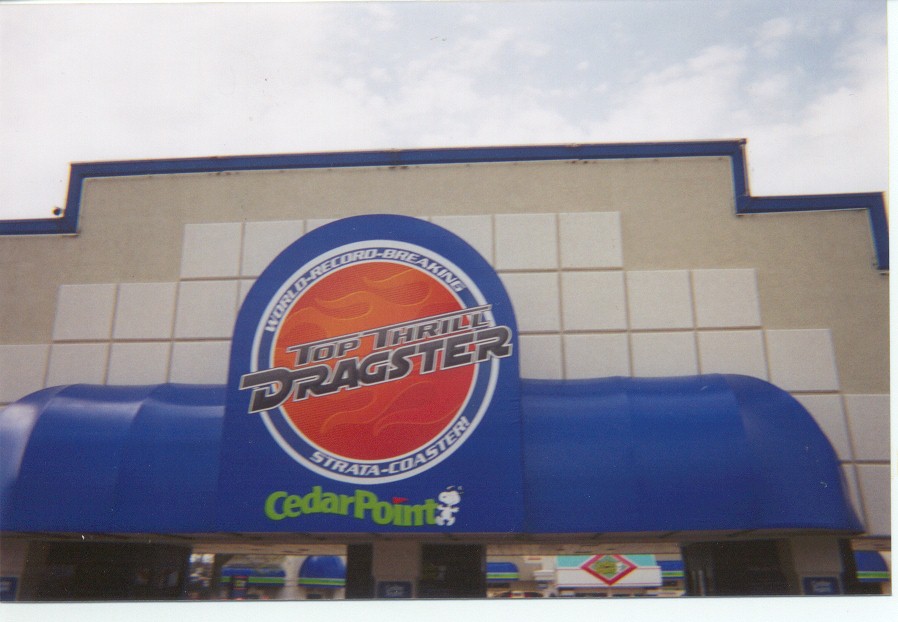 WORLD-RECORD-BREAKING
TOP THRILL
DRAGSTER
STRATA-COASTER!
CedarPoint